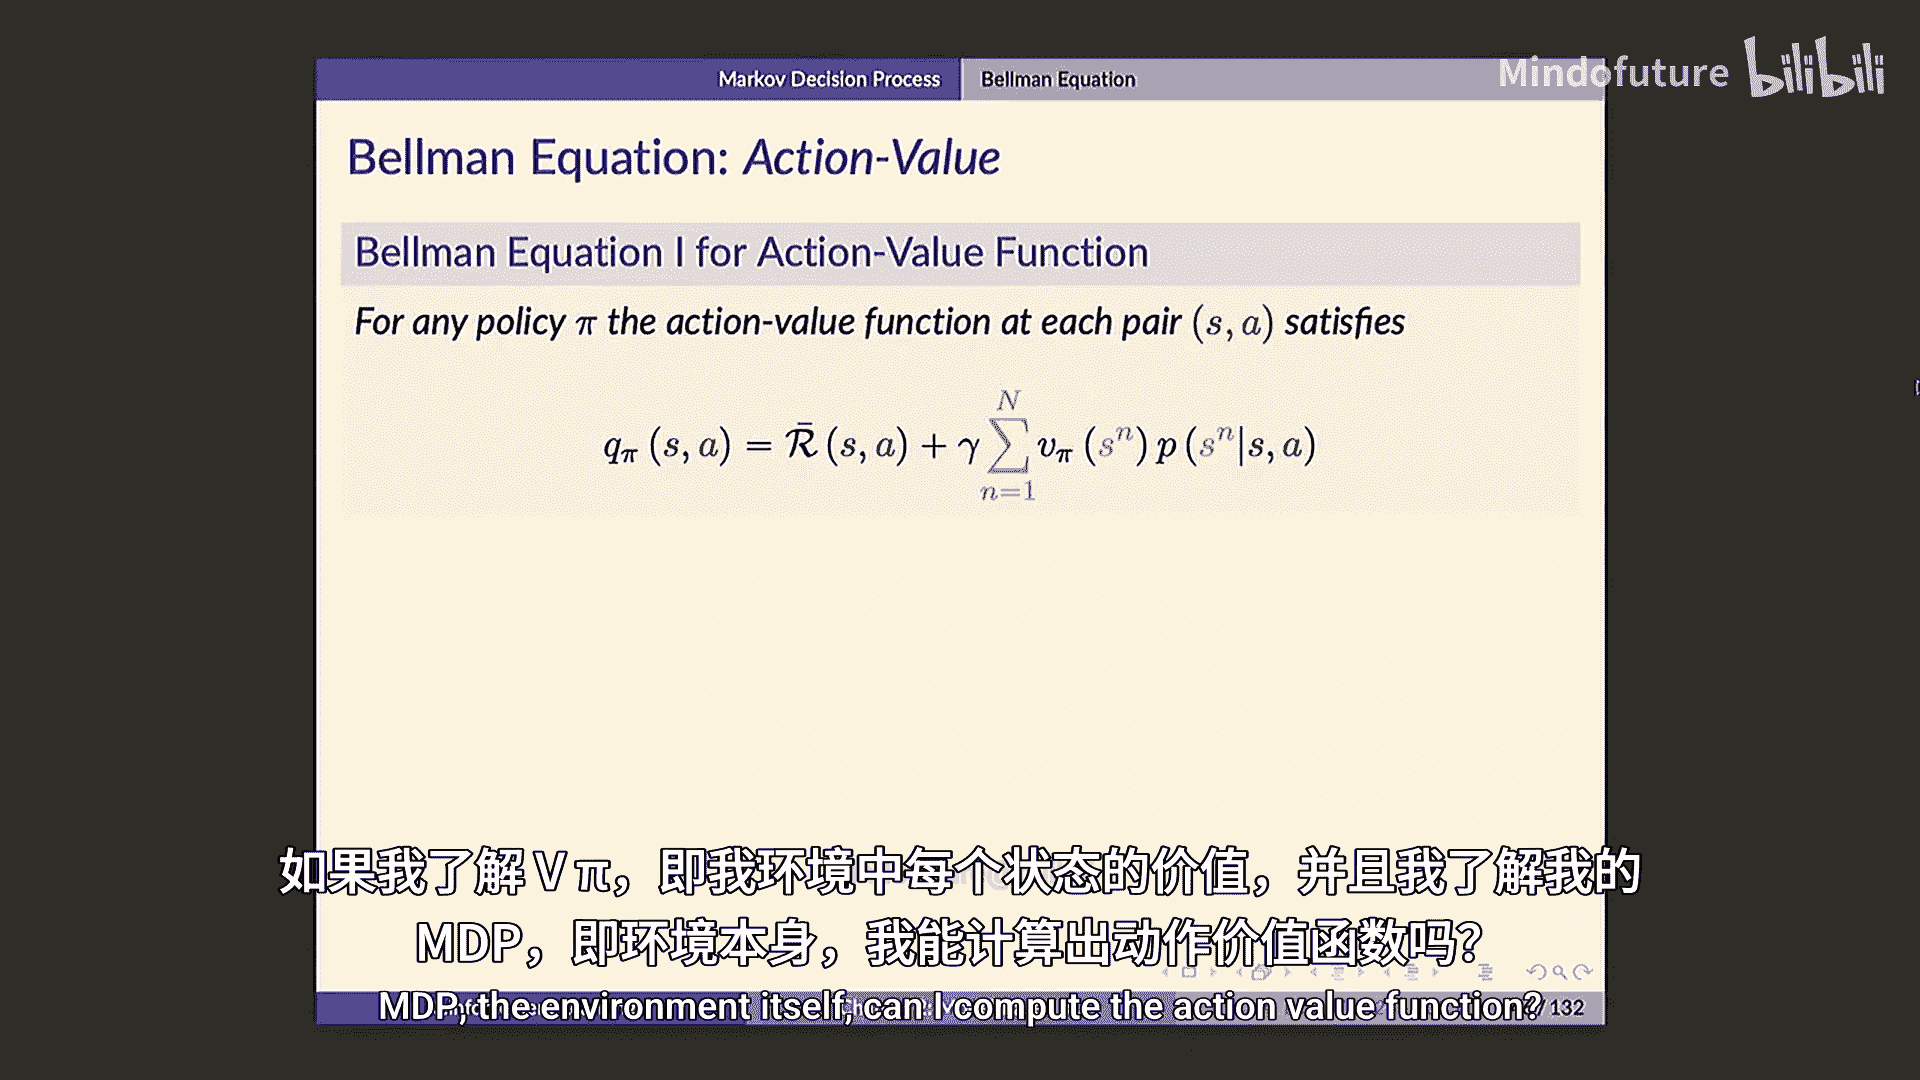 Markov Decision Process
Bellman Equation
Mindofuture bilibili
Bellman Equation: Action-Value
Bellman Equation I for Action-Value Function
For any policy π the action-value function at each pair (s, a) satisfies
q_π (s, a) = R̄ (s, a) + γ ∑_{n=1}^{N} v_π (s^n) p (s^n|s, a)
如果我了解 V π，即我环境中每个状态的价值，并且我了解我的
MDP，即环境本身，我能计算出动作价值函数吗？
MDP, the environment itself, can I compute the action value function?
/ 132